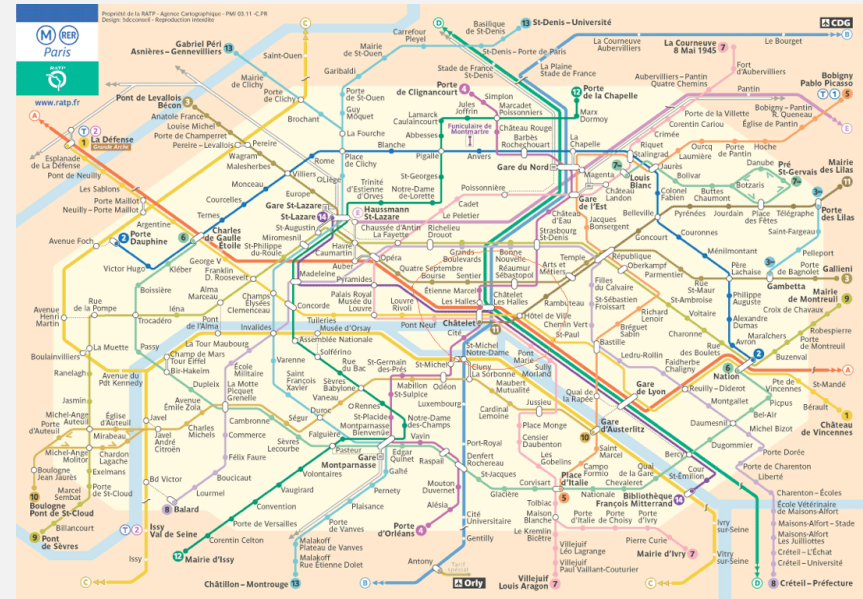 Propriété de la RATP - Agence Cartographique - PMI 03.11 -C.PR
Design: bdcconseil - Reproduction interdite
M RER
Paris
RATP
www.ratp.fr
CDG
Basilique
de St-Denis
St-Denis – Université
Carrefour
Pleyel
Mairie
de St-Ouen
St-Denis – Porte de Paris
Stade de France
St-Denis
La Plaine
Stade de France
La Courneuve
Aubervilliers
La Courneuve
8 Mai 1945
Le Bourget
Fort
d'Aubervilliers
Gabriel Péri
Asnières – Gennevilliers
Saint-Ouen
Garibaldi
Mairie
de Clichy
Porte
de Clichy
Porte
de St-Ouen
Brochant
Guy
Môquet
La Fourche
Place
de Clichy
Porte
de Clignancourt
Simplon
Jules
Joffrin
Marcadet
Poissonniers
Porte
de la Chapelle
Marx
Dormoy
Aubervilliers – Pantin
Quatre Chemins
Pantin
Bobigny
Pablo Picasso
Bobigny – Pantin
R. Queneau
Église de Pantin
Porte de la Villette
Corentin Cariou
Crimée
Ourcq
Porte
de Pantin
Hoche
Laumière
Riquet
Stalingrad
Jaurès
Bolivar
Danube
Botzaris
Pré
St-Gervais
Buttes
Chaumont
Colonel
Fabien
Mairie
des Lilas
Porte
des Lilas
Pont de Levallois
Bécon
Anatole France
Louise Michel
Porte de Champerret
Pereire – Levallois
Pereire
Wagram
Malesherbes
Villiers
Rome
Monceau
Courcelles
Ternes
Europe
Liège
Lamarck
Caulaincourt
Abbesses
Funiculaire de
Montmartre
Château Rouge
Barbès
Rochechouart
La
Chapelle
Blanche
Pigalle
Anvers
Gare du Nord
Magenta
Louis
Blanc
Château
Landon
Gare
de l'Est
St-Georges
Notre-Dame
de-Lorette
Trinité
d'Estienne
d'Orves
Poissonnière
Cadet
Le Peletier
Château
d'Eau
Jacques
Bonsergent
Belleville
Pyrénées
Jourdain
Place
des Fêtes
Télégraphe
Saint-Fargeau
Couronnes
Ménilmontant
Goncourt
Père
Lachaise
Pelleport
Porte
de Bagnolet
Gambetta
Gallieni
La Défense
Grande Arche
Esplanade
de La Défense
Pont de Neuilly
Les Sablons
Porte Maillot
Neuilly – Porte Maillot
Argentine
Avenue Foch
Porte
Dauphine
Victor Hugo
Charles
de Gaulle
Étoile
Gare St-Lazare
St-Lazare
Haussmann
St-Lazare
St-Augustin
Miromesnil
St-Philippe
du-Roule
Havre
Caumartin
Chaussée d'Antin
La Fayette
Richelieu
Drouot
Grands
Boulevards
Bonne
Nouvelle
Strasbourg
St-Denis
Auber
Opéra
Quatre Septembre
Bourse
Sentier
Réaumur
Sébastopol
Arts et
Métiers
Temple
République
Oberkampf
Parmentier
Rue
St-Maur
Filles
du Calvaire
St-Sébastien
Froissart
Richard
Lenoir
Bréguet
Sabin
St-Ambroise
Voltaire
Charonne
Philippe
Auguste
Alexandre
Dumas
Avron
Maraîchers
Buzenval
Porte
de Montreuil
Robespierre
Croix de Chavaux
Mairie
de Montreuil
Kléber
George V
Franklin
D. Roosevelt
Boissière
Alma
Marceau
Champs
Élysées
Clemenceau
Madeleine
Pyramides
Concorde
Tuileries
Palais Royal
Musée du
Louvre
Louvre
Rivoli
Étienne Marcel
Les Halles
Châtelet
Les Halles
Châtelet
Pont Neuf
Cité
Rambuteau
Hôtel de Ville
Chemin Vert
St-Paul
Bastille
Ledru-Rollin
Faidherbe
Chaligny
Rue
des Boulets
Nation
Avenue
Henri
Martin
Rue
de la Pompe
Trocadéro
Iéna
Pont
de l'Alma
Invalides
Musée d'Orsay
Assemblée Nationale
Solférino
Rue
du Bac
Varenne
La Tour Maubourg
École
Militaire
Boulainvilliers
La Muette
Passy
Champ de Mars
Tour Eiffel
Bir-Hakeim
Dupleix
La Motte
Picquet
Grenelle
Ranelagh
Avenue du
Pdt Kennedy
Jasmin
Michel-Ange
Auteuil
Porte
d'Auteuil
Église
d'Auteuil
Michel-Ange
Molitor
Mirabeau
Chardon
Lagache
Exelmans
Javel
Javel
André
Citroën
Charles
Michels
Avenue
Émile Zola
Cambronne
Commerce
Félix Faure
Boucicaut
Lourmel
Balard
Bd Victor
Saint
François
Xavier
Sèvres
Babylone
Vaneau
Duroc
Ségur
Sèvres
Lecourbe
Falguière
Pasteur
Volontaires
Vaugirard
Convention
Porte de Versailles
Corentin Celton
Mairie d'Issy
Boulogne
Jean Jaurès
Boulogne
Pont de St-Cloud
Marcel
Sembat
Porte
de St-Cloud
Billancourt
Pont
de Sèvres
Issy
Val de Seine
St-Germain
des-Prés
Mabillon
St-Sulpice
Odéon
St-Michel
St-Michel
Notre-Dame
Cluny
La Sorbonne
Maubert
Mutualité
Pont
Marie
Sully
Morland
Rennes
St-Placide
Montparnasse
Bienvenüe
Notre-Dame
des-Champs
Luxembourg
Gare
Montparnasse
Edgar
Quinet
Vavin
Raspail
Gaîté
Pernety
Plaisance
Porte
de Vanves
Malakoff
Plateau de Vanves
Malakoff
Rue Étienne Dolet
Châtillon – Montrouge
Port-Royal
Denfert
Rochereau
Mouton
Duvernet
Alésia
Porte
d'Orléans
St-Jacques
Glacière
Corvisart
Cité
Universitaire
Gentilly
Antony
Tarif
spécial
Orly
Cardinal
Lemoine
Jussieu
Place Monge
Censier
Daubenton
Les
Gobelins
Place
d'Italie
Quai de
la Rapée
Gare
d'Austerlitz
Gare
de Lyon
Saint
Marcel
Campo
Formio
Quai
de la Gare
Chevaleret
Nationale
Bibliothèque
François Mitterrand
Tolbiac
Maison
Blanche
Le Kremlin
Bicêtre
Villejuif
Léo Lagrange
Villejuif
Paul Vaillant-Couturier
Villejuif
Louis Aragon
Porte
d'Italie
Porte
de Choisy
Porte
d'Ivry
Pierre Curie
Mairie d'Ivry
Reuilly – Diderot
Montgallet
Daumesnil
Bel-Air
Picpus
Bercy
Cour
St-Émilion
Dugommier
Michel Bizot
Porte Dorée
Porte de Charenton
Liberté
Charenton – Écoles
École Vétérinaire
de Maisons-Alfort
Maisons-Alfort – Stade
Maisons-Alfort
Les Juilliottes
Créteil – L'Échat
Créteil – Université
Créteil – Préfecture
Pte de
Vincennes
St-Mandé
Bérault
Château
de Vincennes
Ivry
sur-Seine
Vitry
sur-Seine